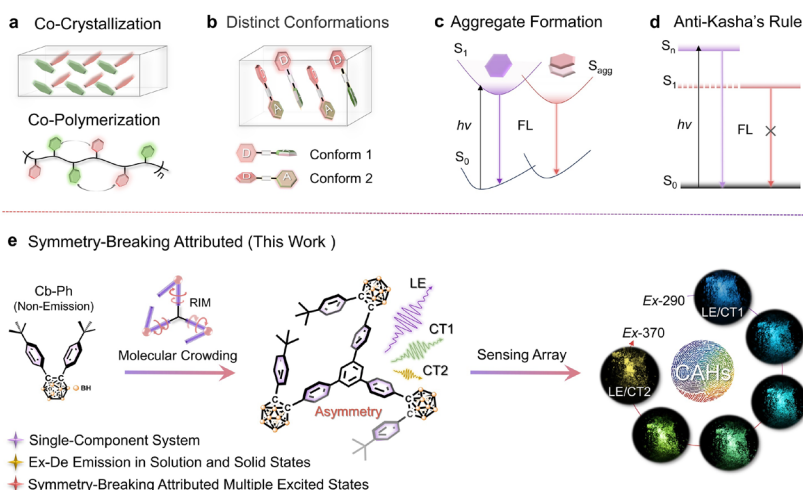 a Co-Crystallization
Co-Polymerization
n
b Distinct Conformations
D D
A A
D Conform 1
A Conform 2
c Aggregate Formation
S1
Sagg
hv FL
S0
d Anti-Kasha's Rule
Sn
S1
hv FL
S0
e Symmetry-Breaking Attributed (This Work )
Cb-Ph
(Non-Emission)
C C
BH
RIM
Molecular Crowding
C C
C C
C C
Asymmetry
LE
CT1
CT2
Sensing Array
Ex-290
LE/CT1
Ex-370
LE/CT2
CAHs
Single-Component System
Ex-De Emission in Solution and Solid States
Symmetry-Breaking Attributed Multiple Excited States